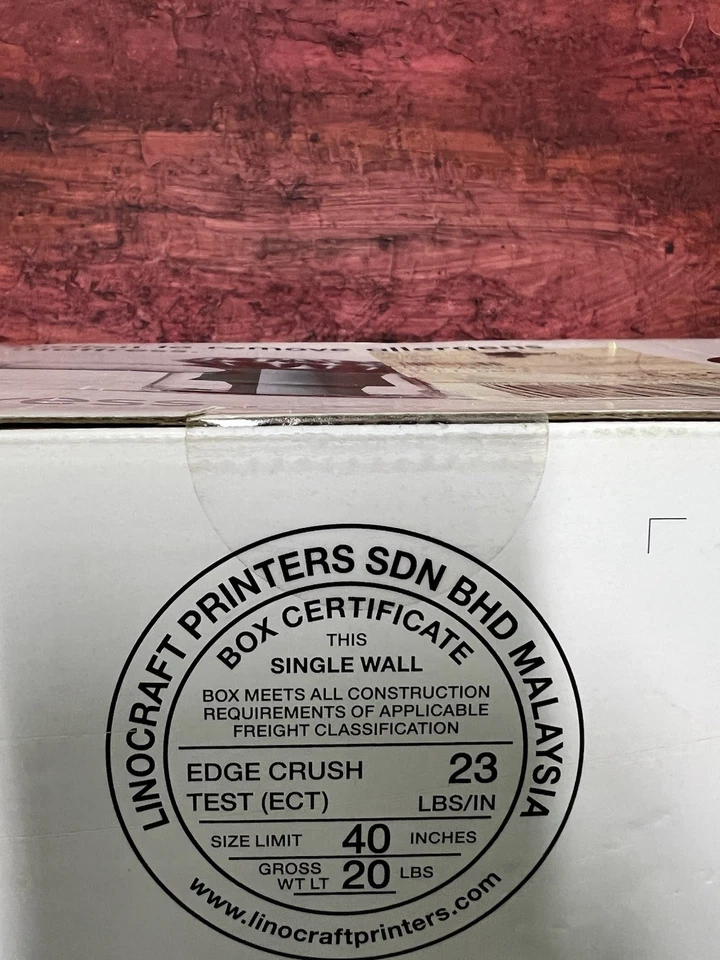 remove allergens
LINOCRAFT PRINTERS SDN BHD MALAYSIA
BOX CERTIFICATE
THIS
SINGLE WALL
BOX MEETS ALL CONSTRUCTION
REQUIREMENTS OF APPLICABLE
FREIGHT CLASSIFICATION
EDGE CRUSH 23
TEST (ECT) LBS/IN
SIZE LIMIT 40 INCHES
GROSS
WT LT 20 LBS
www.linocraftprinters.com